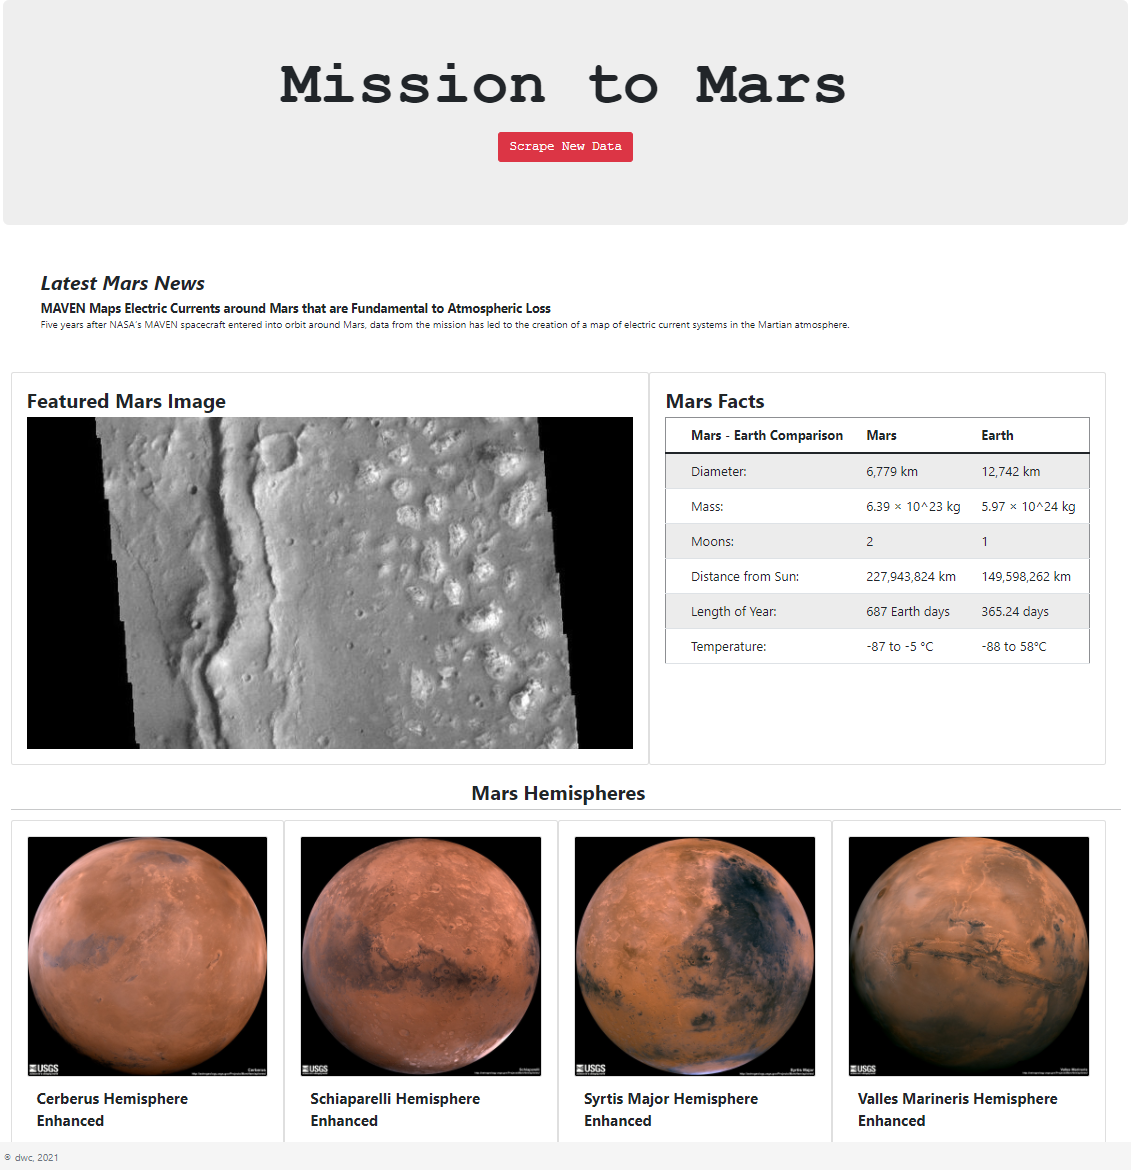 Mission to Mars
Scrape New Data
Latest Mars News
MAVEN Maps Electric Currents around Mars that are Fundamental to Atmospheric Loss
Five years after NASA's MAVEN spacecraft entered into orbit around Mars, data from the mission has led to the creation of a map of electric current systems in the Martian atmosphere.
Featured Mars Image
Mars Facts
Mars - Earth Comparison Mars Earth
Diameter: 6,779 km 12,742 km
Mass: 6.39 × 10^23 kg 5.97 × 10^24 kg
Moons: 2 1
Distance from Sun: 227,943,824 km 149,598,262 km
Length of Year: 687 Earth days 365.24 days
Temperature: -87 to -5 °C -88 to 58°C
Mars Hemispheres
USGS Cerberus
USGS Schiaparelli
USGS Syrtis Major
USGS Valles Marineris
Cerberus Hemisphere
Enhanced
Schiaparelli Hemisphere
Enhanced
Syrtis Major Hemisphere
Enhanced
Valles Marineris Hemisphere
Enhanced
© dwc, 2021